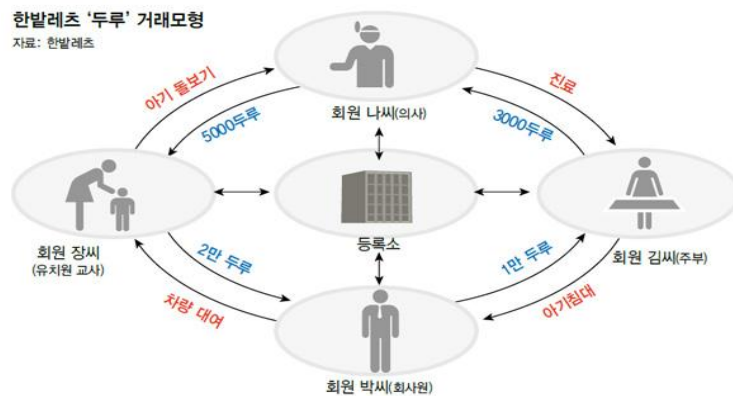 한밭레츠 ‘두루’ 거래모형
자료: 한밭레츠
아기 돌보기
5000두루
회원 나씨(의사)
진료
3000두루
회원 장씨
(유치원 교사)
등록소
회원 김씨(주부)
2만 두루
차량 대여
1만 두루
아기침대
회원 박씨(회사원)